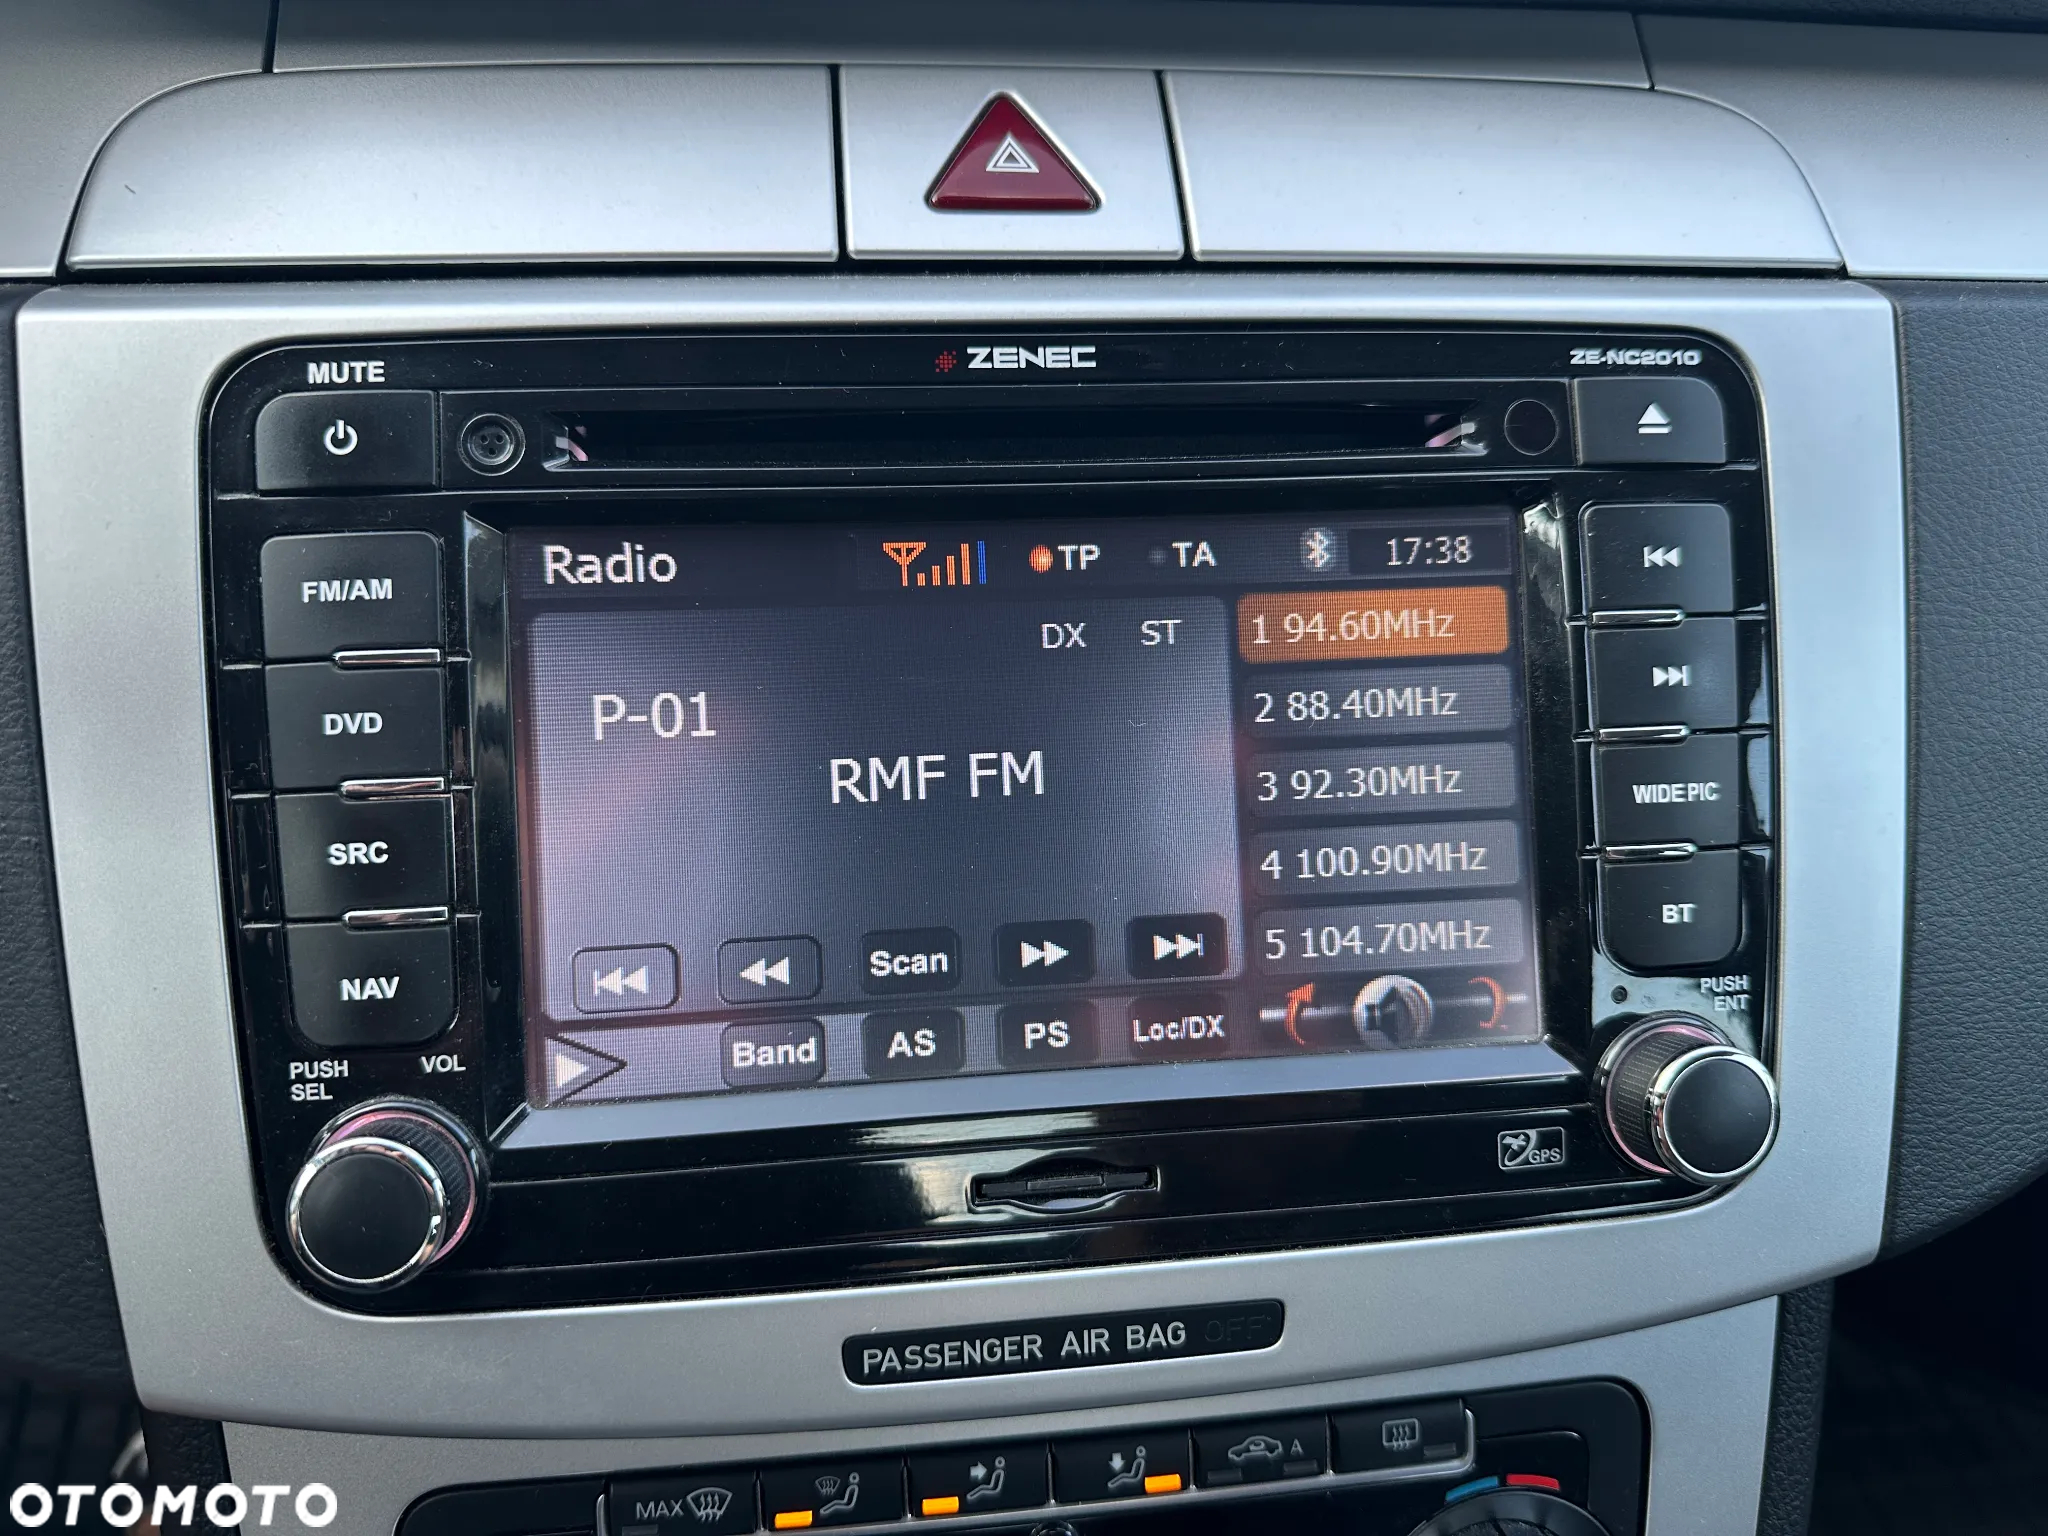 ZENEC
ZE-NC2010
MUTE
FM/AM
DVD
SRC
NAV
PUSH SEL
VOL
Radio
TP
TA
17:38
DX
ST
P-01
RMF FM
1 94.60MHz
2 88.40MHz
3 92.30MHz
4 100.90MHz
5 104.70MHz
Scan
Band
AS
PS
Loc/DX
WIDE PIC
BT
PUSH ENT
GPS
PASSENGER AIR BAG OFF
MAX
A
OTOMOTO